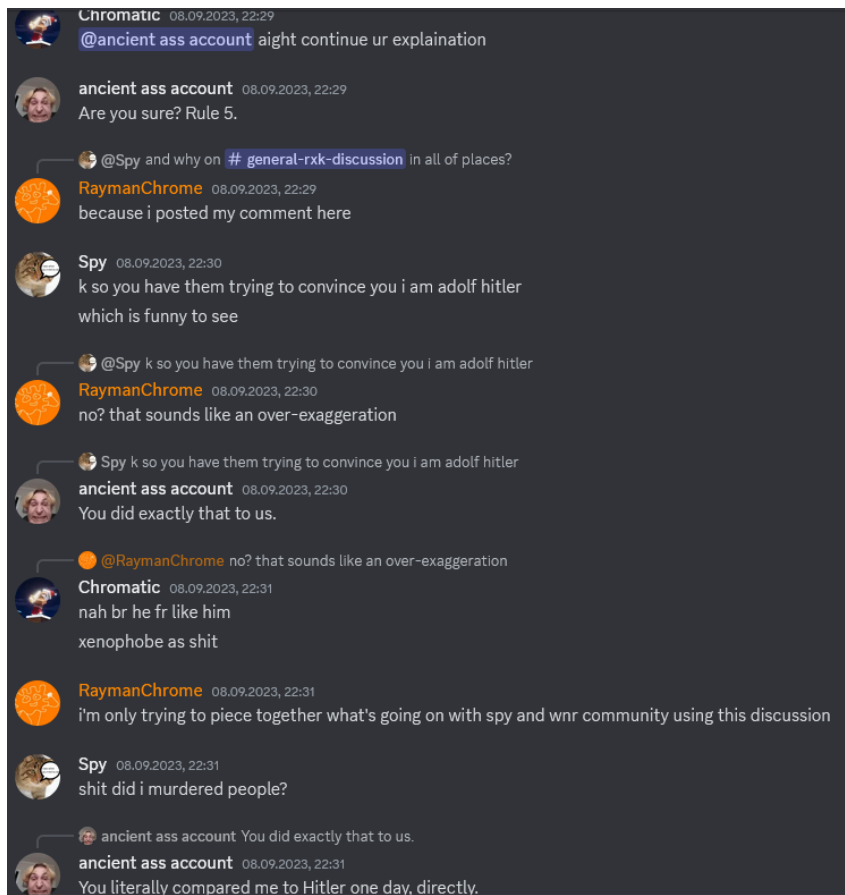 Chromatic 08.09.2023, 22:29
@ancient ass account aight continue ur explaination
ancient ass account 08.09.2023, 22:29
Are you sure? Rule 5.
@Spy and why on # general-rxk-discussion in all of places?
RaymanChrome 08.09.2023, 22:29
because i posted my comment here
Spy 08.09.2023, 22:30
k so you have them trying to convince you i am adolf hitler
which is funny to see
@Spy k so you have them trying to convince you i am adolf hitler
RaymanChrome 08.09.2023, 22:30
no? that sounds like an over-exaggeration
Spy k so you have them trying to convince you i am adolf hitler
ancient ass account 08.09.2023, 22:30
You did exactly that to us.
@RaymanChrome no? that sounds like an over-exaggeration
Chromatic 08.09.2023, 22:31
nah br he fr like him
xenophobe as shit
RaymanChrome 08.09.2023, 22:31
i'm only trying to piece together what's going on with spy and wnr community using this discussion
Spy 08.09.2023, 22:31
shit did i murdered people?
ancient ass account You did exactly that to us.
ancient ass account 08.09.2023, 22:31
You literally compared me to Hitler one day, directly.